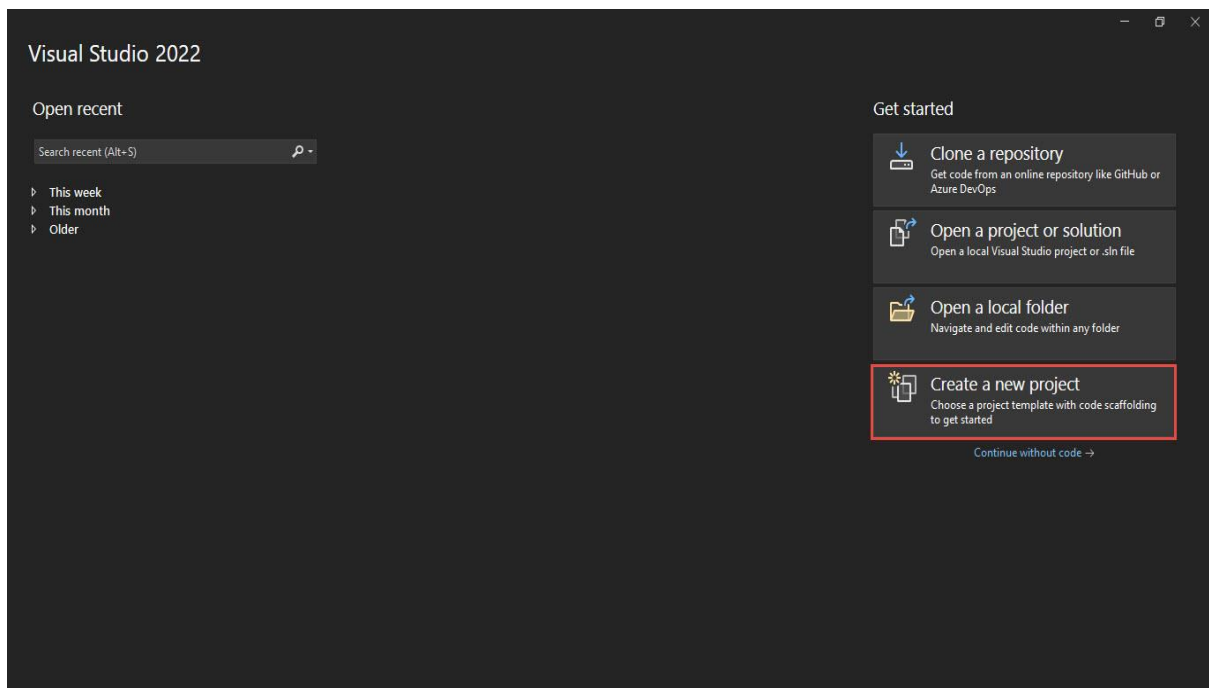 Visual Studio 2022
Open recent
Search recent (Alt+S)
This week
This month
Older
Get started
Clone a repository
Get code from an online repository like GitHub or
Azure DevOps
Open a project or solution
Open a local Visual Studio project or .sln file
Open a local folder
Navigate and edit code within any folder
Create a new project
Choose a project template with code scaffolding
to get started
Continue without code →